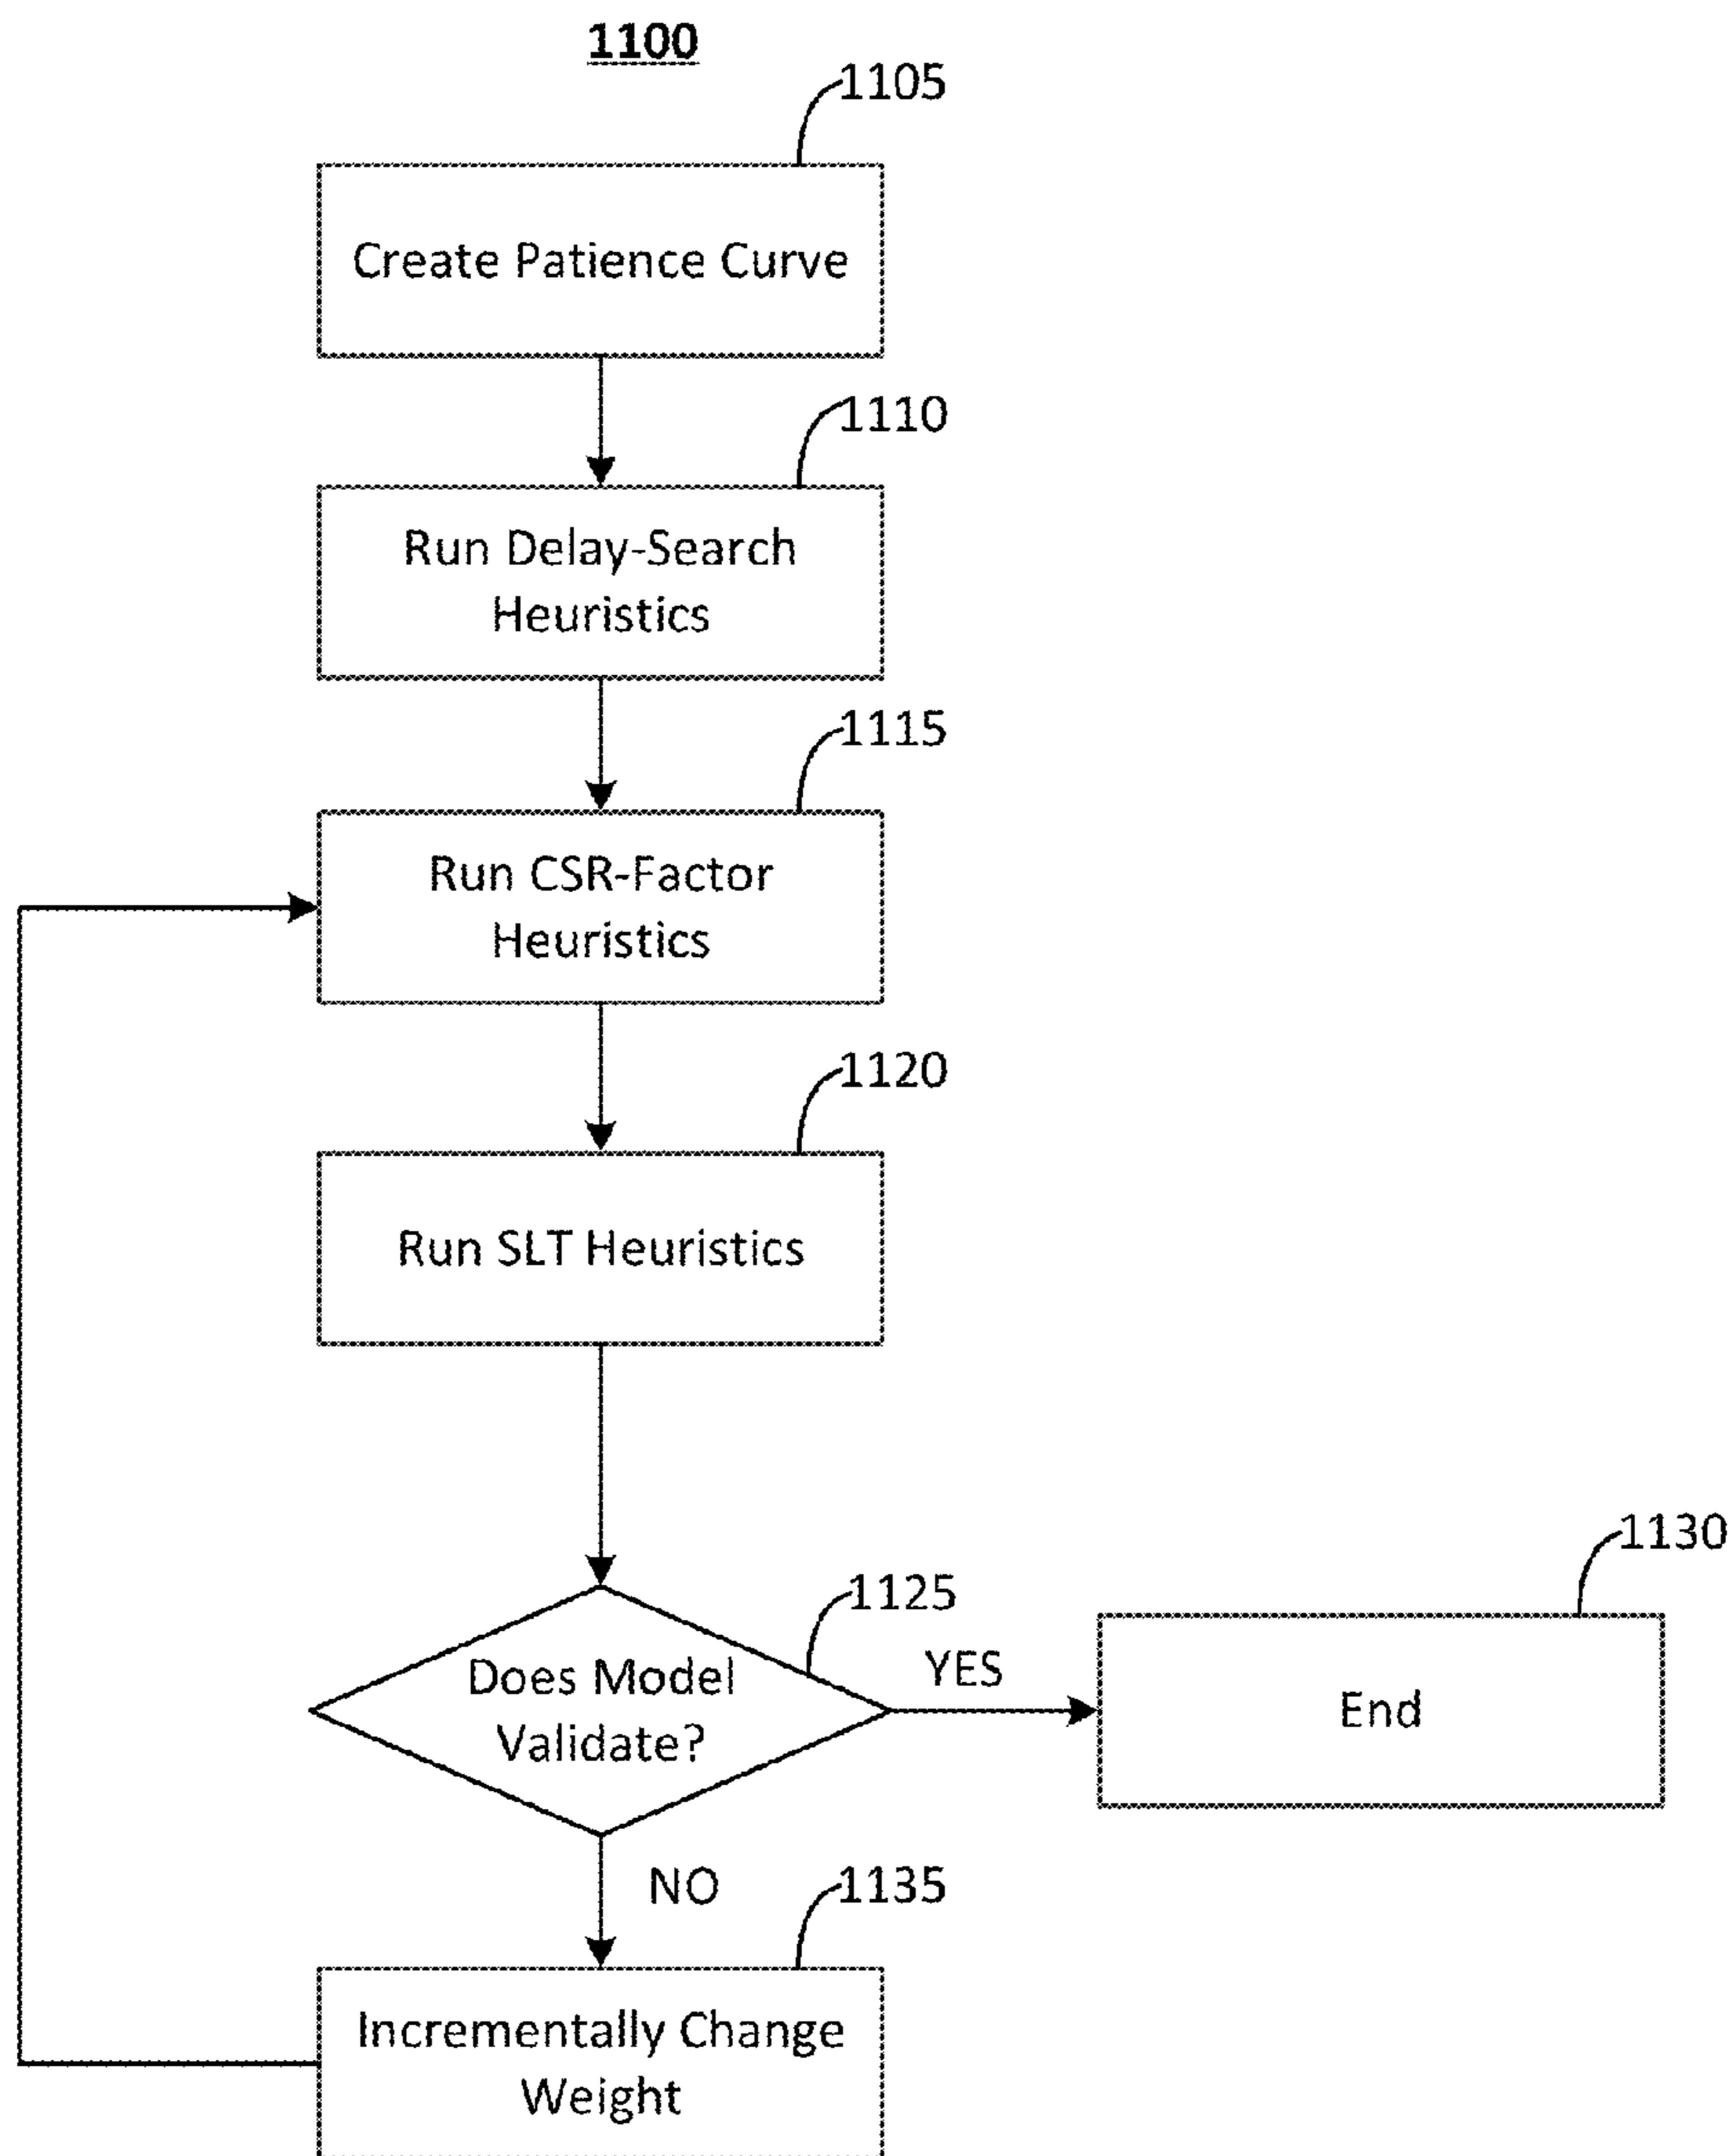 1100
1105
Create Patience Curve
1110
Run Delay-Search
Heuristics
1115
Run CSR-Factor
Heuristics
1120
Run SLT Heuristics
1125
Does Model
Validate?
YES
1130
End
NO
1135
Incrementally Change
Weight